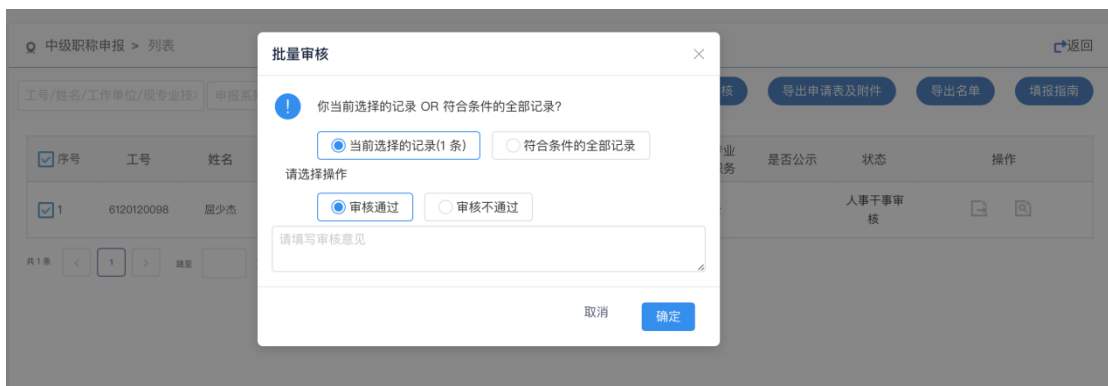 中级职称申报 > 列表
返回
工号/姓名/工作单位/现专业技术
申报系列
核
导出申请表及附件
导出名单
填报指南
批量审核
你当前选择的记录 OR 符合条件的全部记录?
当前选择的记录(1 条)
符合条件的全部记录
请选择操作
审核通过
审核不通过
请填写审核意见
取消
确定
序号
工号
姓名
业
务
是否公示
状态
操作
1
6120120098
屈少杰
人事干事审
核
共1条
1
跳至